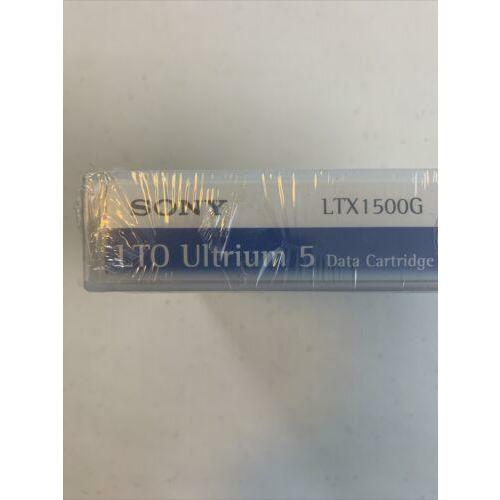 SONY LTX1500G
LTO Ultrium 5 Data Cartridge